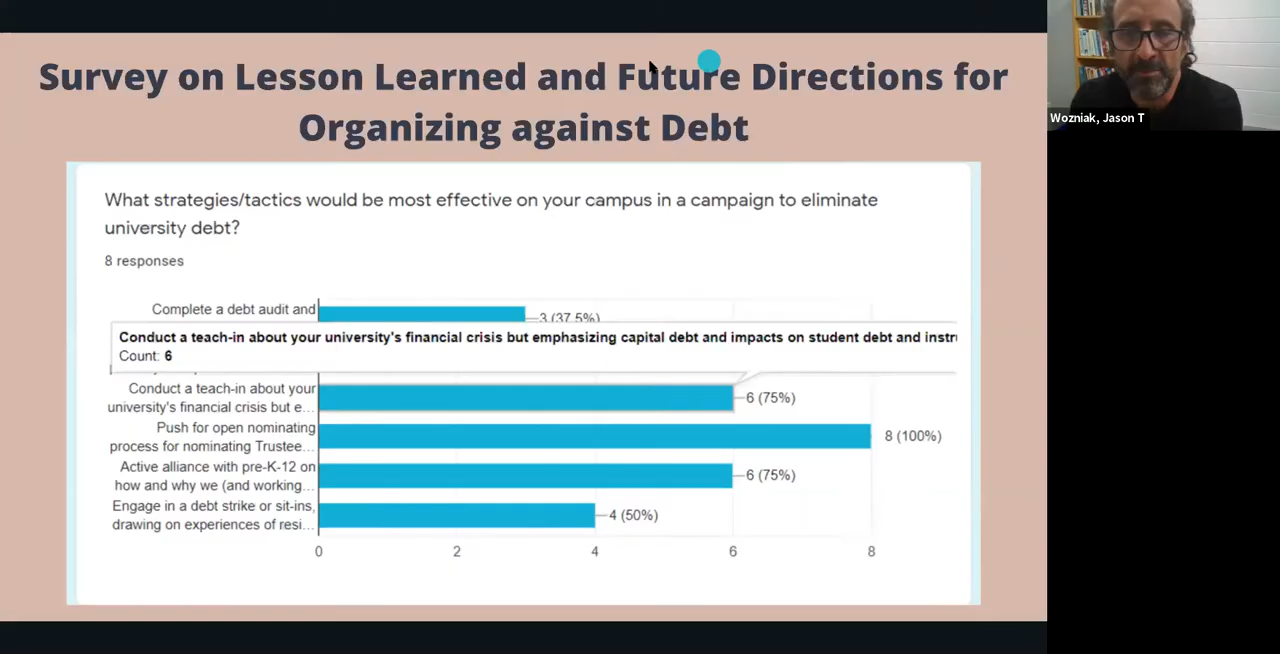 Survey on Lesson Learned and Future Directions for
Organizing against Debt
Wozniak, Jason T
What strategies/tactics would be most effective on your campus in a campaign to eliminate
university debt?
8 responses
Complete a debt audit and
3 (37.5%)
Conduct a teach-in about your university's financial crisis but emphasizing capital debt and impacts on student debt and instru
Count: 6
Conduct a teach-in about your
university's financial crisis but e...
6 (75%)
Push for open nominating
process for nominating Trustee...
8 (100%)
Active alliance with pre-K-12 on
how and why we (and working...
6 (75%)
Engage in a debt strike or sit-ins,
drawing on experiences of resi...
4 (50%)
0 2 4 6 8